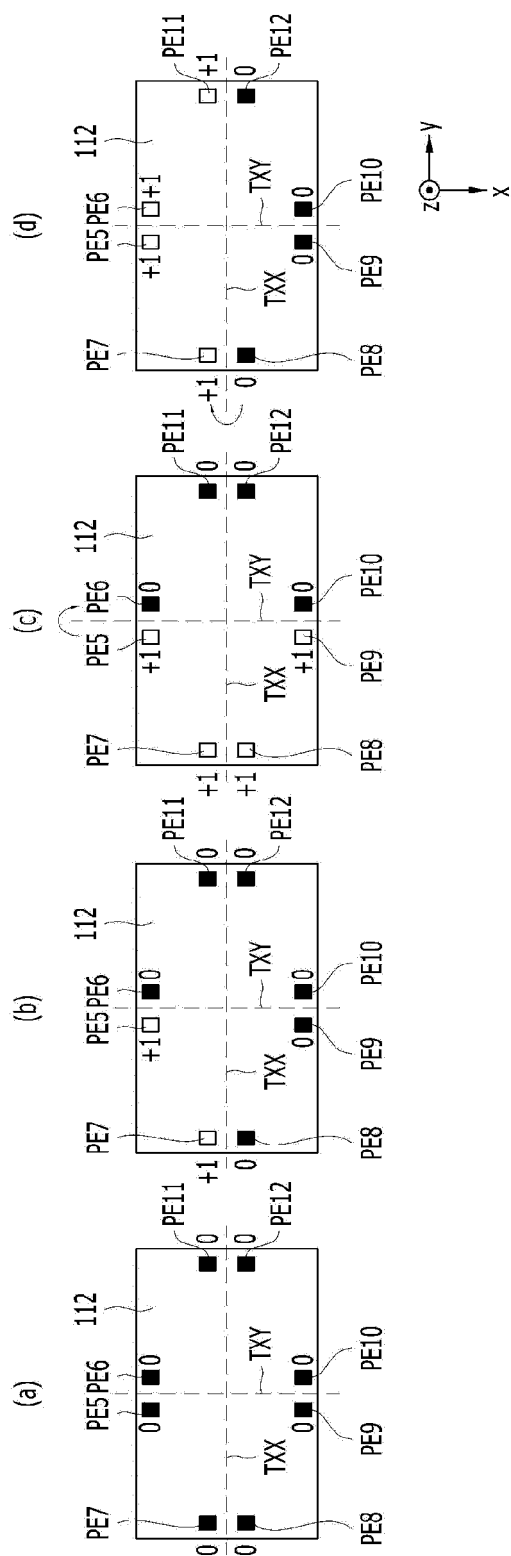 (a)
PE7
PE5
PE6
112
PE11
0
0
0
0
0
0
TXX
TXY
0
0
PE8
PE9
PE10
PE12
(b)
PE7
PE5
PE6
112
PE11
+1
0
+1
0
0
0
TXX
TXY
0
0
PE8
PE9
PE10
PE12
(c)
PE7
PE5
PE6
112
PE11
+1
0
+1
0
+1
0
TXX
TXY
+1
0
PE8
PE9
PE10
PE12
(d)
PE7
PE5
PE6
112
PE11
+1
+1
+1
+1
0
0
TXX
TXY
0
0
PE8
PE9
PE10
PE12
z
y
x